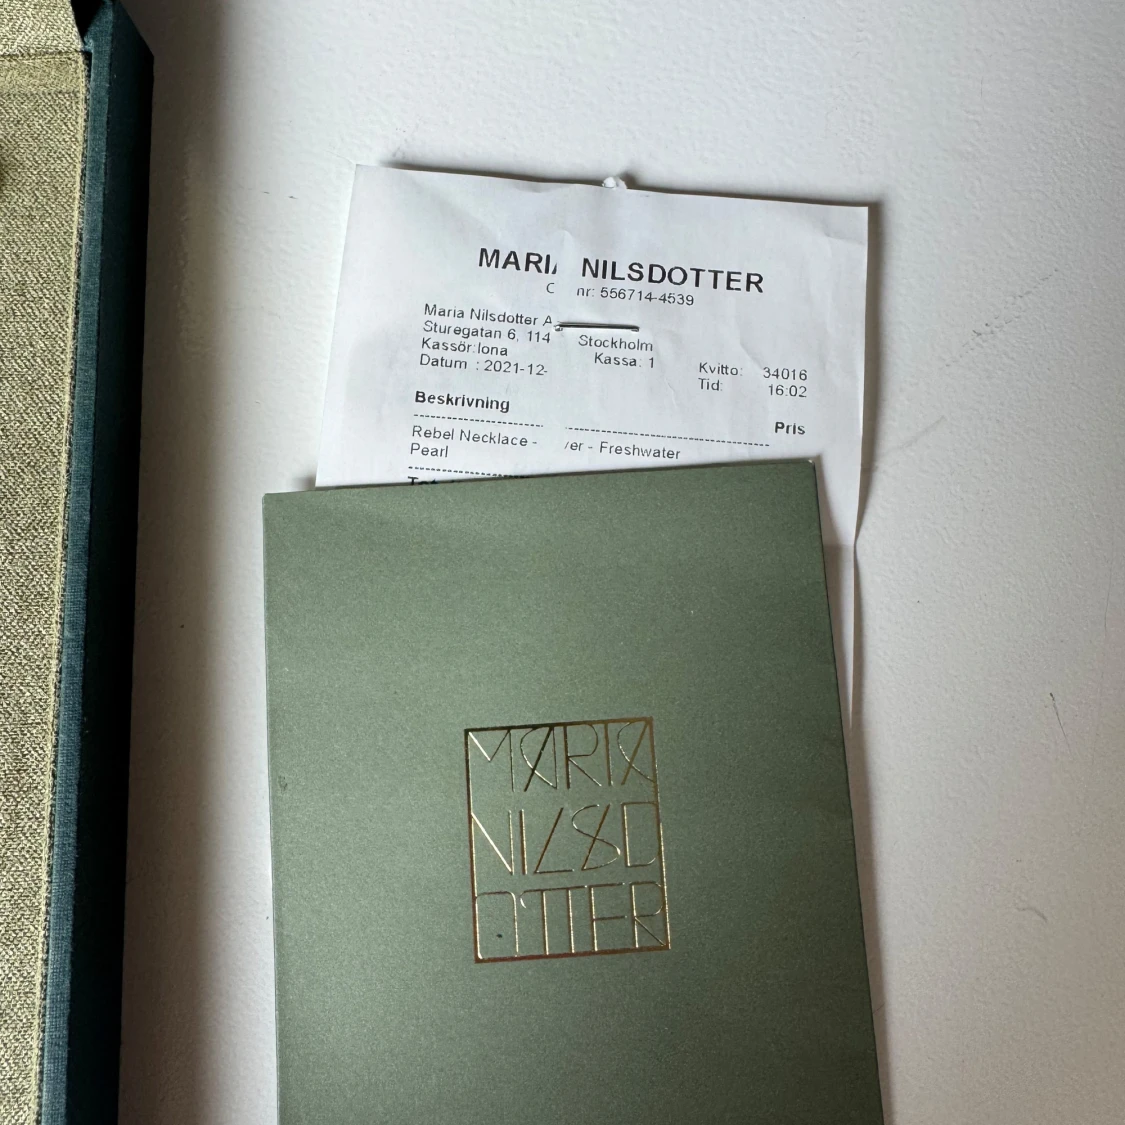 MARIA NILSDOTTER
nr: 556714-4539
Maria Nilsdotter A
Sturegatan 6, 114 Stockholm
Kassör:Iona Kassa: 1 Kvitto: 34016
Datum : 2021-12- Tid: 16:02
Beskrivning Pris
Rebel Necklace - er - Freshwater
Pearl
MARIA
NILSD
OTTER